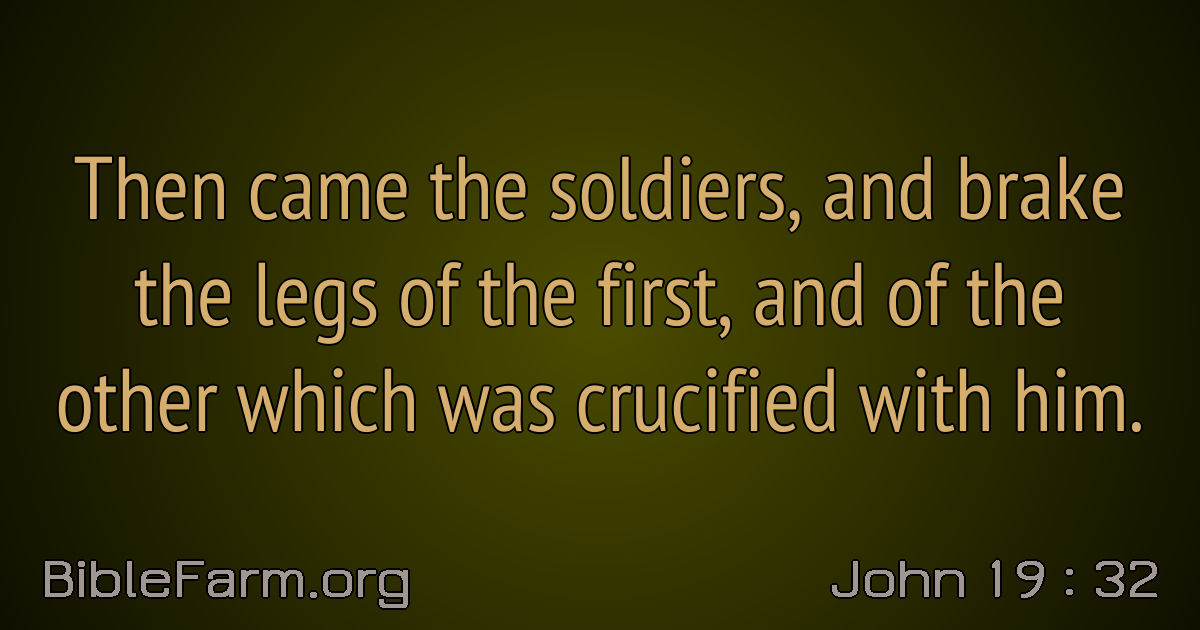 Then came the soldiers, and brake
the legs of the first, and of the
other which was crucified with him.
BibleFarm.org
John 19 : 32